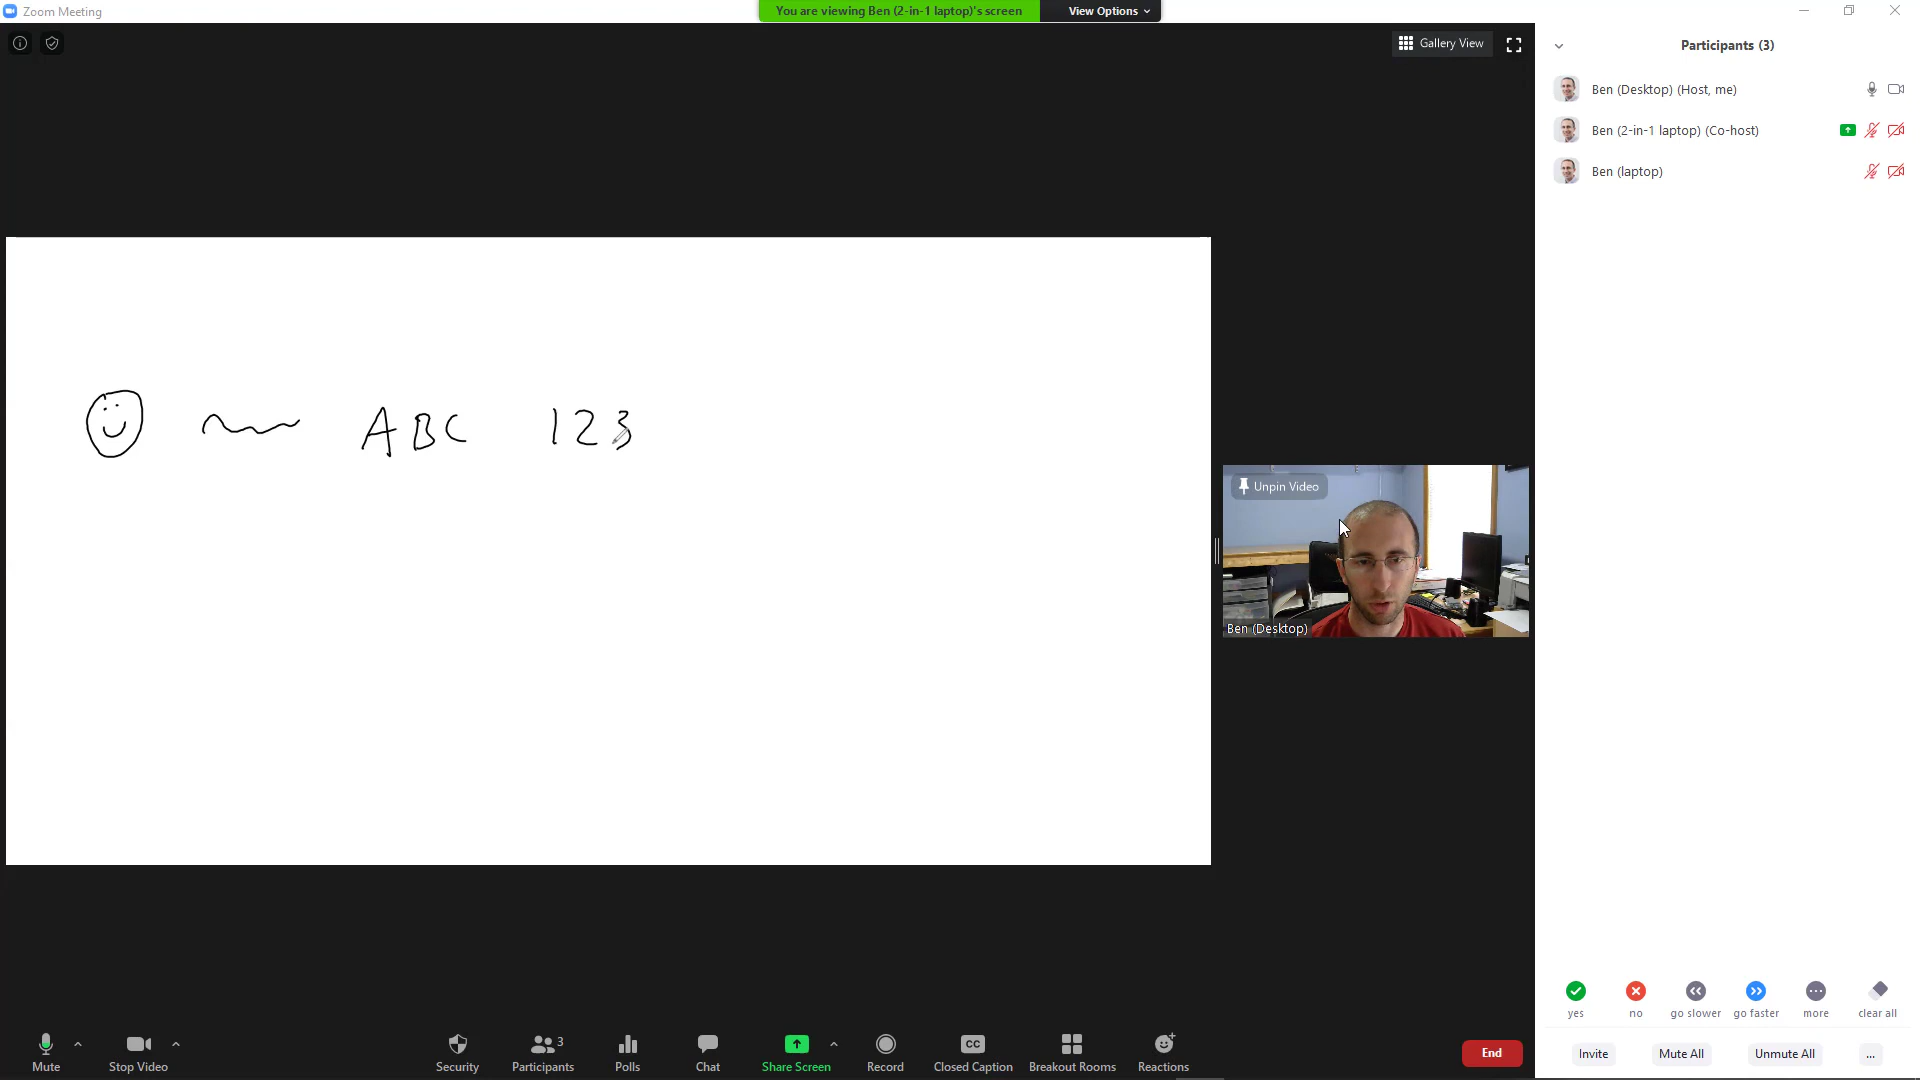 Zoom Meeting
You are viewing Ben (2-in-1 laptop)'s screen View Options
Gallery View
Participants (3)
Ben (Desktop) (Host, me)
Ben (2-in-1 laptop) (Co-host)
Ben (laptop)
ABC 123
Unpin Video
Ben (Desktop)
yes no go slower go faster more clear all
Invite Mute All Unmute All ...
Mute Stop Video Security Participants 3 Polls Chat Share Screen Record CC Closed Caption Breakout Rooms Reactions End